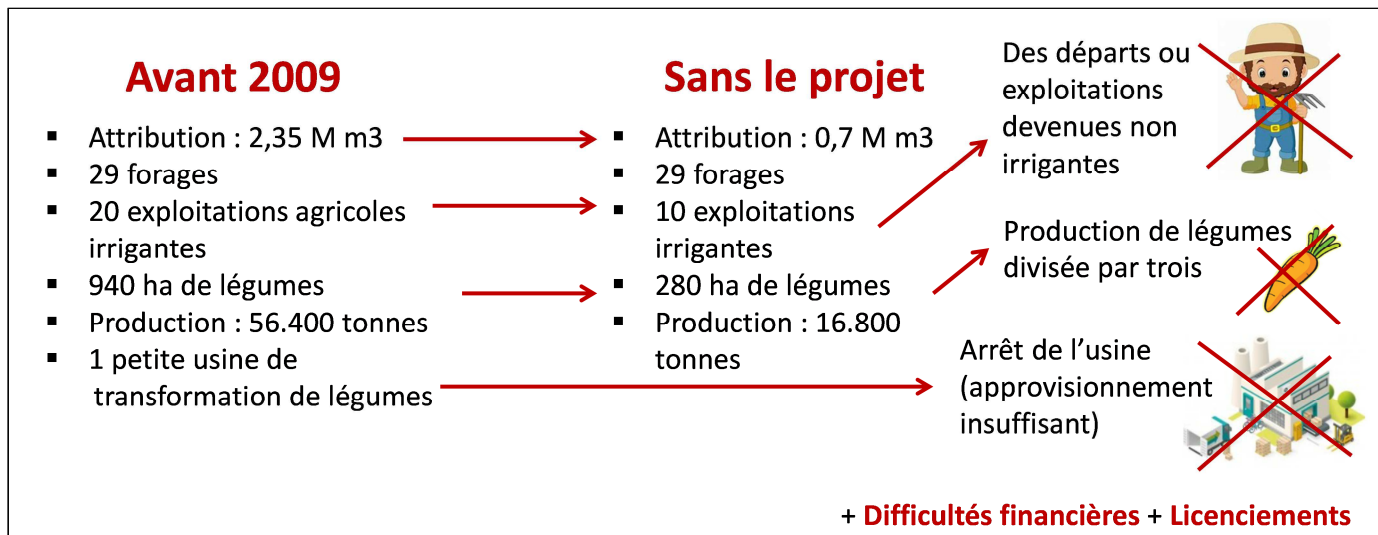 Avant 2009
▪ Attribution : 2,35 M m3
▪ 29 forages
▪ 20 exploitations agricoles
irrigantes
▪ 940 ha de légumes
▪ Production : 56.400 tonnes
▪ 1 petite usine de
transformation de légumes
Sans le projet
▪ Attribution : 0,7 M m3
▪ 29 forages
▪ 10 exploitations
irrigantes
▪ 280 ha de légumes
▪ Production : 16.800
tonnes
Des départs ou
exploitations
devenues non
irrigantes
Production de légumes
divisée par trois
Arrêt de l’usine
(approvisionnement
insuffisant)
+ Difficultés financières + Licenciements